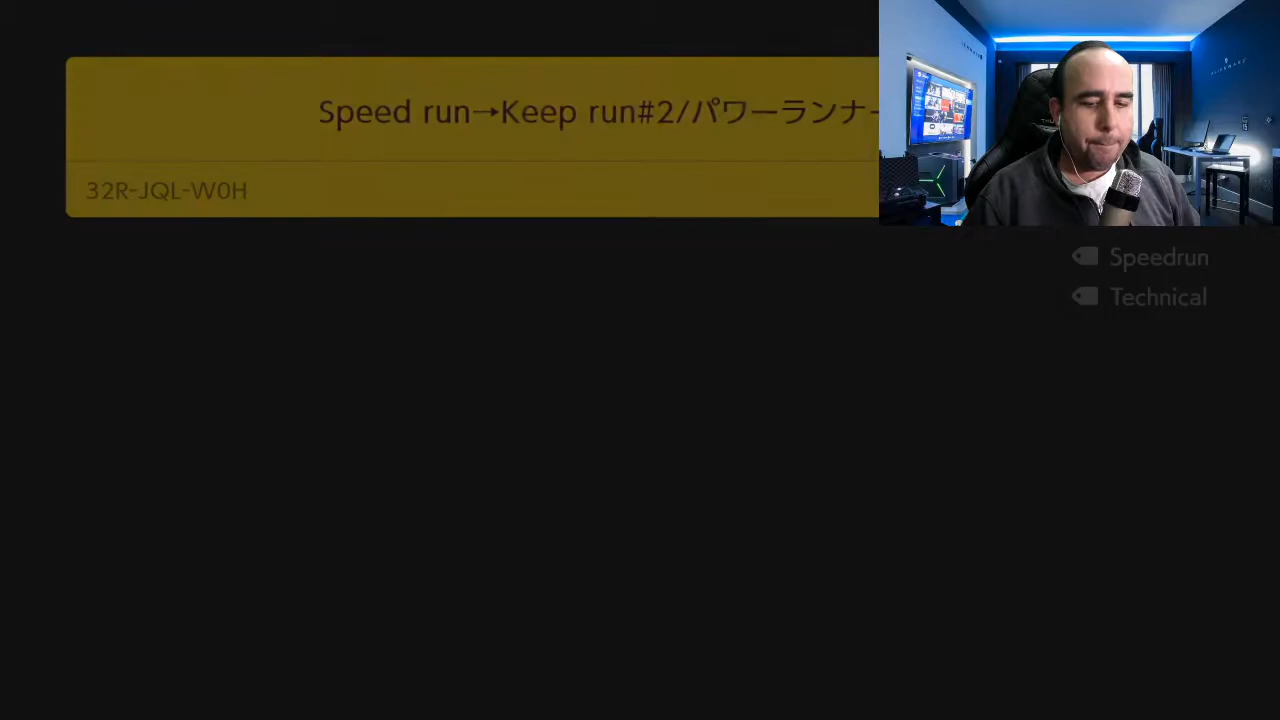 Speed run→Keep run#2/パワーランナー
32R-JQL-W0H
Speedrun
Technical